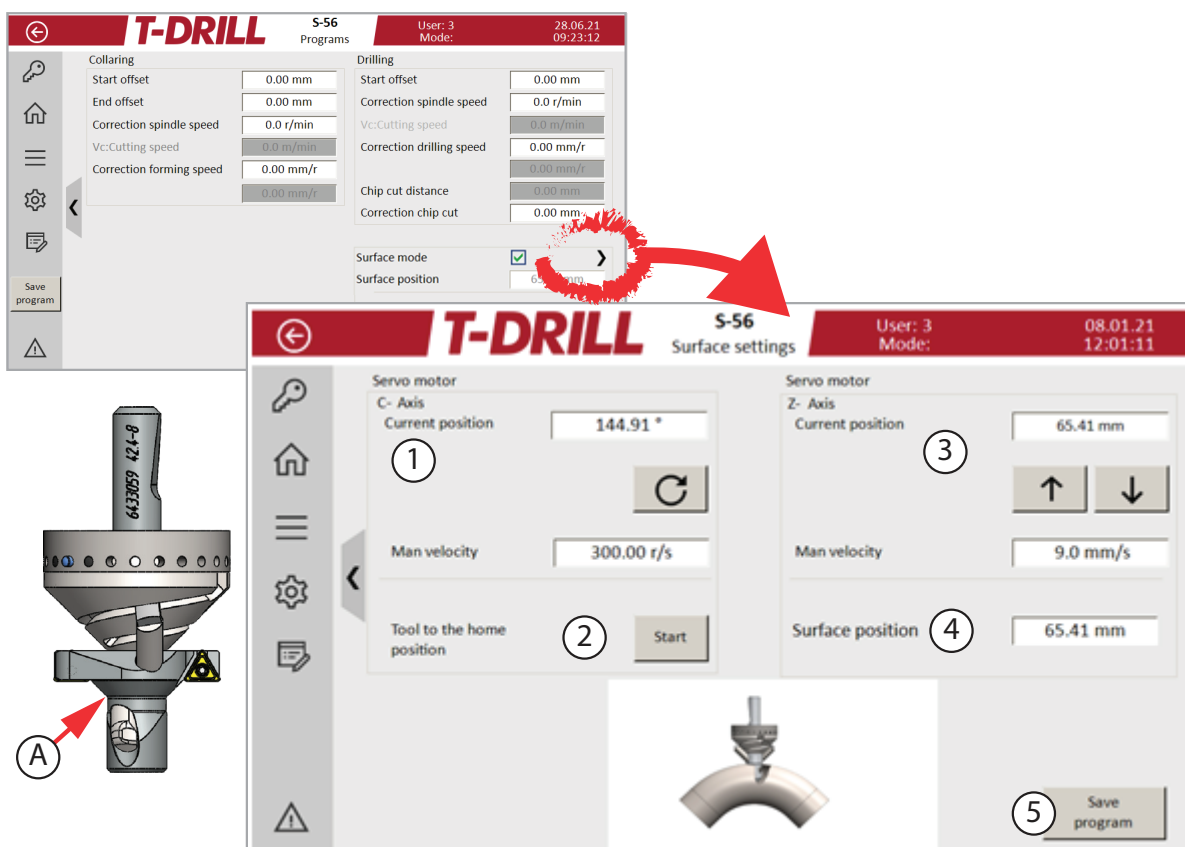 T-DRILL
S-56
Programs
User: 3
Mode:
28.06.21
09:23:12
Collaring
Start offset 0.00 mm
End offset 0.00 mm
Correction spindle speed 0.0 r/min
Vc:Cutting speed 0.0 m/min
Correction forming speed 0.00 mm/r
0.00 mm/r
Drilling
Start offset 0.00 mm
Correction spindle speed 0.0 r/min
Vc:Cutting speed 0.0 m/min
Correction drilling speed 0.00 mm/r
0.00 mm/r
Chip cut distance 0.00 mm
Correction chip cut 0.00 mm
Surface mode
Surface position mm
Save
program
T-DRILL
S-56
Surface settings
User: 3
Mode:
08.01.21
12:01:11
Servo motor
C- Axis
Current position 144.91 °
1
Man velocity 300.00 r/s
Tool to the home
position
2 Start
Servo motor
Z- Axis
Current position 65.41 mm
3
Man velocity 9.0 mm/s
Surface position 4 65.41 mm
5 Save
program
6433059 42.4-8
A